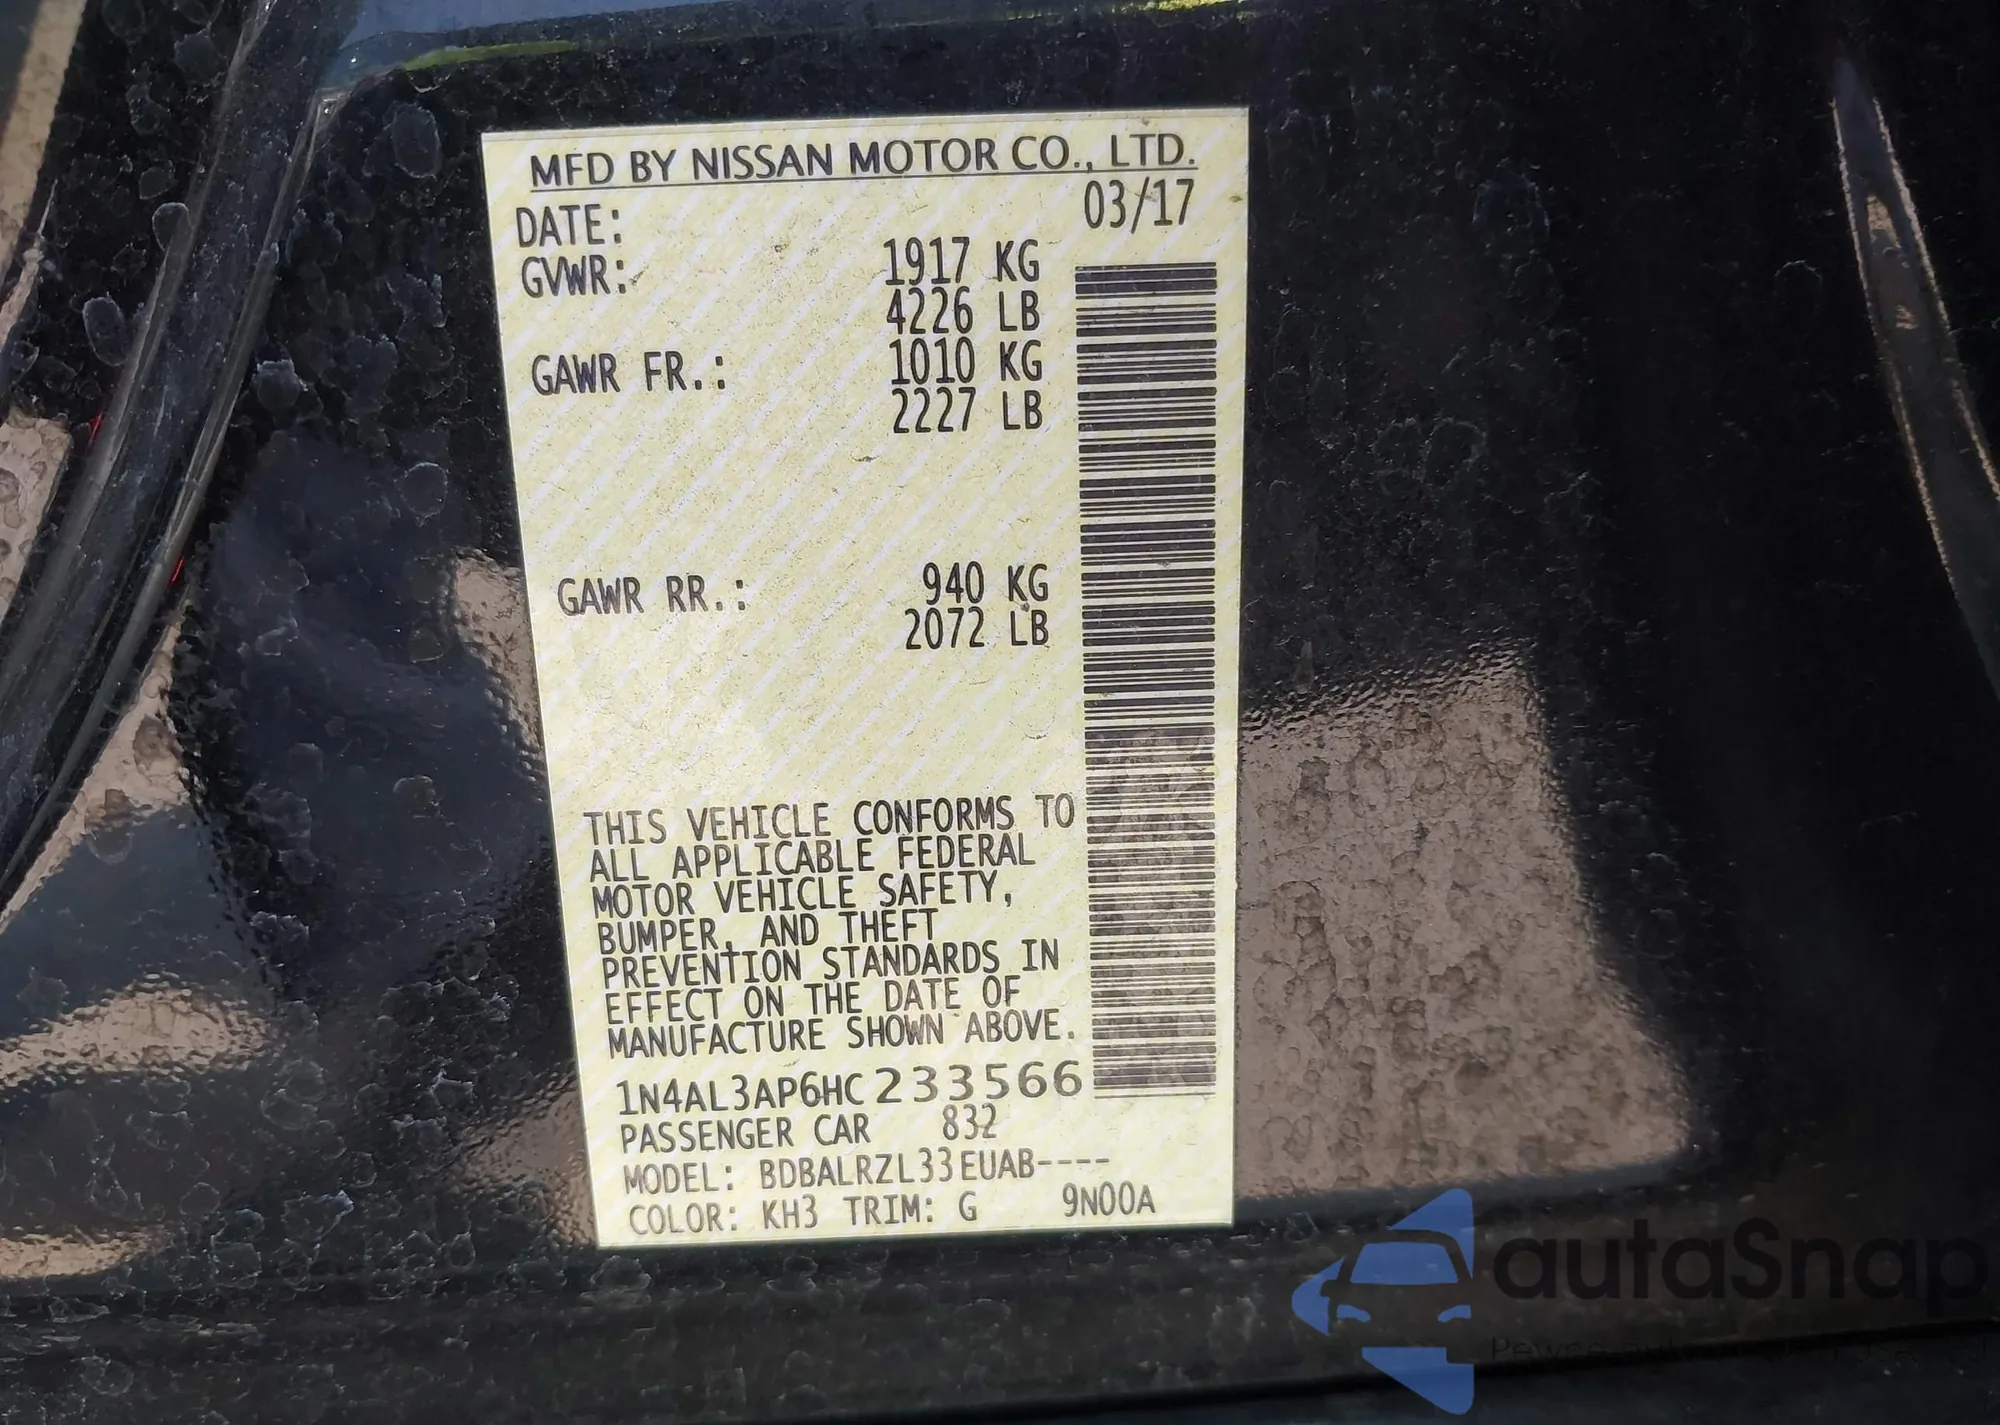 MFD BY NISSAN MOTOR CO., LTD.
DATE: 03/17
GVWR: 1917 KG
4226 LB
GAWR FR.: 1010 KG
2227 LB
GAWR RR.: 940 KG
2072 LB
THIS VEHICLE CONFORMS TO
ALL APPLICABLE FEDERAL
MOTOR VEHICLE SAFETY,
BUMPER, AND THEFT
PREVENTION STANDARDS IN
EFFECT ON THE DATE OF
MANUFACTURE SHOWN ABOVE.
1N4AL3AP6HC233566
PASSENGER CAR 832
MODEL: BDBALRZL33EUAB----
COLOR: KH3 TRIM: G 9N00A
autaSnap